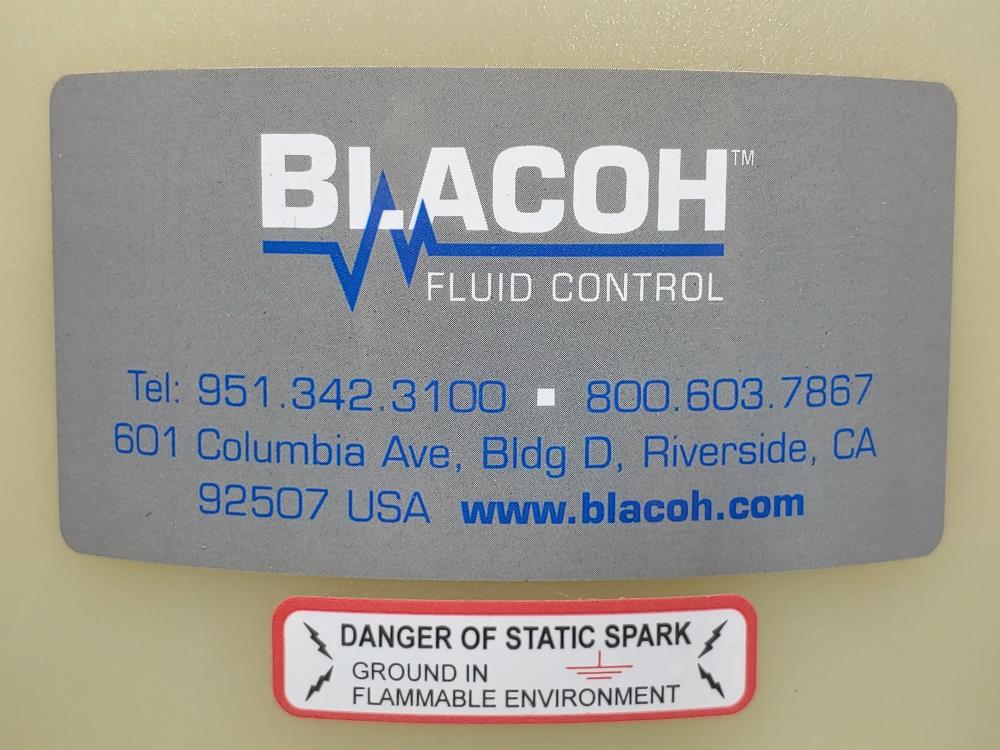 BLACOH™
FLUID CONTROL
Tel: 951.342.3100 ▪ 800.603.7867
601 Columbia Ave, Bldg D, Riverside, CA
92507 USA www.blacoh.com
DANGER OF STATIC SPARK
GROUND IN
FLAMMABLE ENVIRONMENT